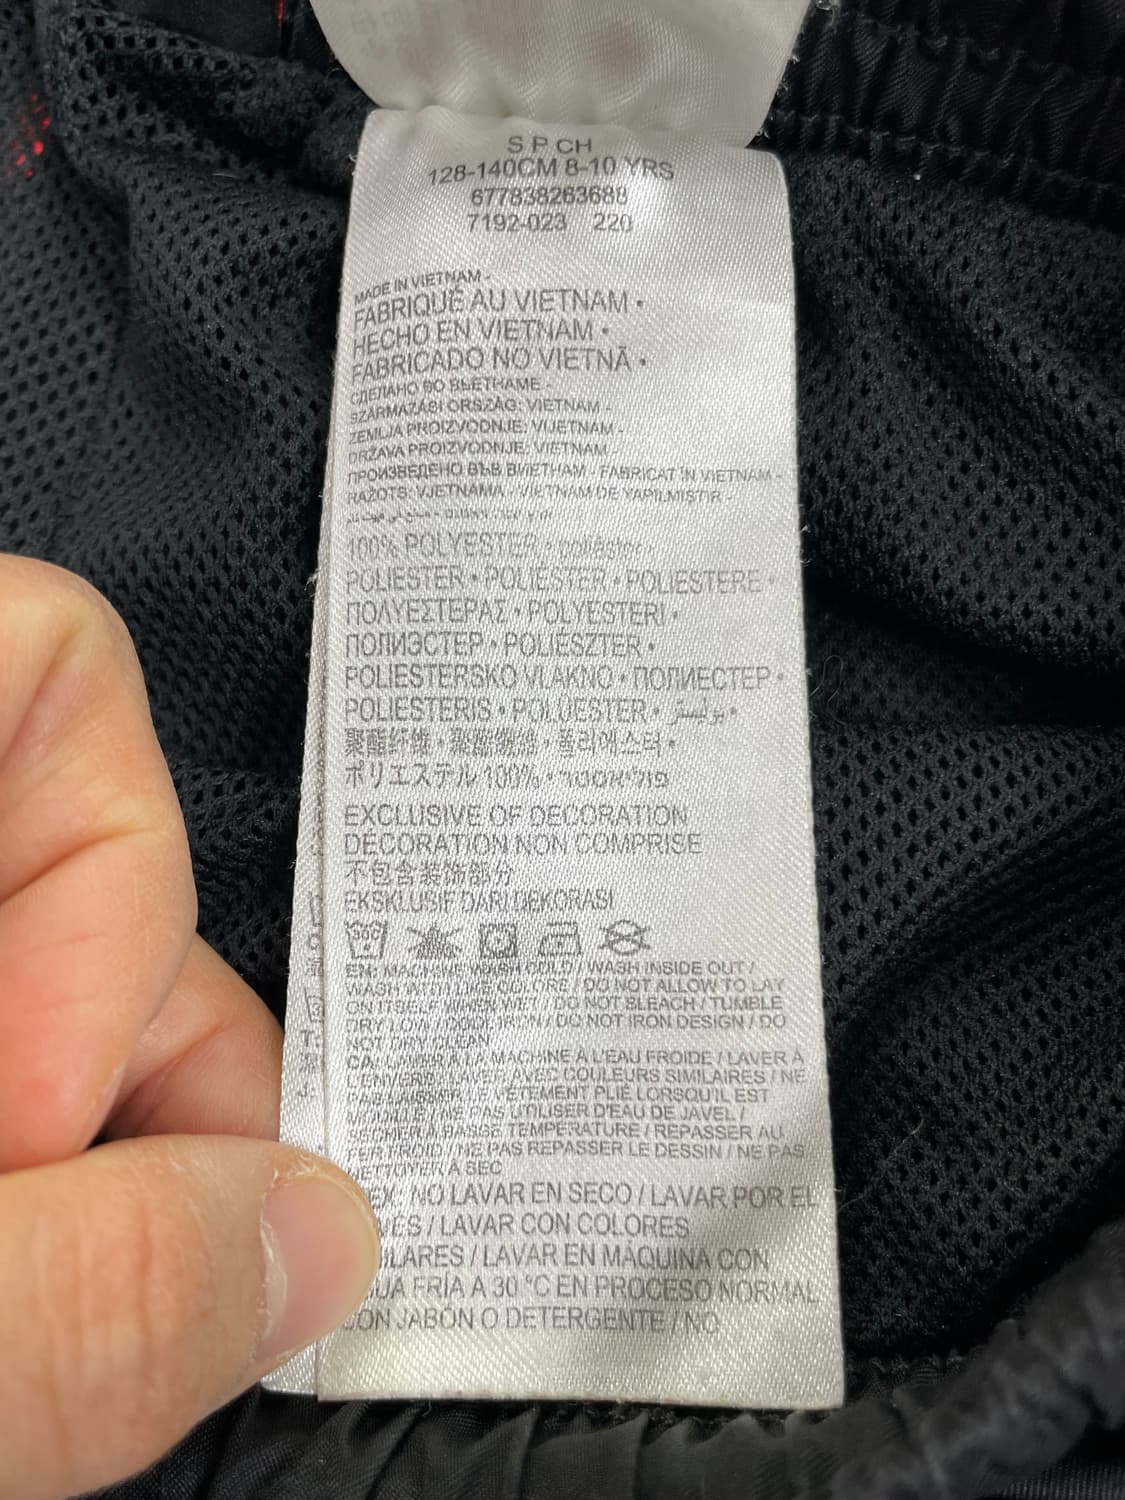 S P CH
128-140CM 8-10 YRS
677838263688
7192-023 220
MADE IN VIETNAM -
FABRIQUÉ AU VIETNAM •
HECHO EN VIETNAM •
FABRICADO NO VIETNÃ •
СДЕЛАНО ВО ВЬЕТНАМЕ -
SZÁRMAZÁSI ORSZÁG: VIETNAM -
ZEMLJA PROIZVODNJE: VIJETNAM -
DRŽAVA PROIZVODNJE: VIETNAM -
ПРОИЗВЕДЕНО ВЪВ ВИЕТНАМ - FABRICAT ÎN VIETNAM -
RAŽOTS: VJETNAMA - VIETNAM DE YAPILMISTIR -
100% POLYESTER • poliéster •
POLIESTER • POLIÉSTER • POLIESTERE •
ΠΟΛΥΕΣΤΕΡΑΣ • POLYESTERI •
ПОЛИЭСТЕР • POLIÉSZTER •
POLIESTERSKO VLAKNO • ПОЛИЕСТЕР •
POLIESTERIS • POLUESTER • بوليستر •
聚酯纤维 • 聚酯纖維 • 폴리에스터 •
ポリエステル 100% • פוליאסטר
EXCLUSIVE OF DECORATION
DÉCORATION NON COMPRISE
不包含装饰部分
EKSKLUSIF DARI DEKORASI
EN: MACHINE WASH COLD / WASH INSIDE OUT /
WASH WITH LIKE COLORS / DO NOT ALLOW TO LAY
ON ITSELF WHEN WET / DO NOT BLEACH / TUMBLE
DRY LOW / COOL IRON / DO NOT IRON DESIGN / DO
NOT DRY CLEAN
CA: LAVER À LA MACHINE À L'EAU FROIDE / LAVER À
L'ENVERS / LAVER AVEC COULEURS SIMILAIRES / NE
VÊTEMENT PLIÉ LORSQU'IL EST
NE PAS UTILISER D'EAU DE JAVEL /
SÉCHER À BASSE TEMPÉRATURE / REPASSER AU
FER FROID / NE PAS REPASSER LE DESSIN / NE PAS
NETTOYER À SEC
NO LAVAR EN SECO / LAVAR POR EL
/ LAVAR CON COLORES
LAVAR EN MAQUINA CON
FRÍA A 30 °C EN PROCESO NORMAL
CON JABÓN O DETERGENTE / NO